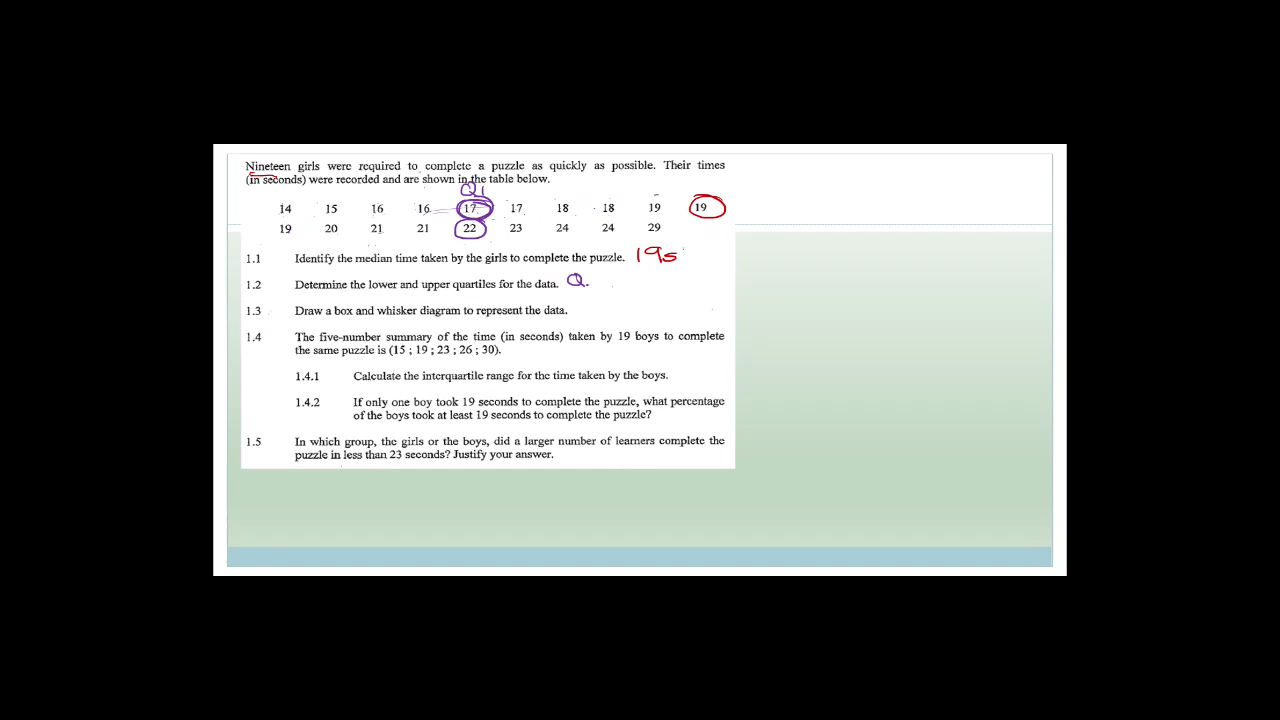 Nineteen girls were required to complete a puzzle as quickly as possible. Their times
(in seconds) were recorded and are shown in the table below.
Q1
14 15 16 16 17 17 18 18 19 19
19 20 21 21 22 23 24 24 29
1.1 Identify the median time taken by the girls to complete the puzzle. 19s
1.2 Determine the lower and upper quartiles for the data. Q.
1.3 Draw a box and whisker diagram to represent the data.
1.4 The five-number summary of the time (in seconds) taken by 19 boys to complete
the same puzzle is (15 ; 19 ; 23 ; 26 ; 30).
1.4.1 Calculate the interquartile range for the time taken by the boys.
1.4.2 If only one boy took 19 seconds to complete the puzzle, what percentage
of the boys took at least 19 seconds to complete the puzzle?
1.5 In which group, the girls or the boys, did a larger number of learners complete the
puzzle in less than 23 seconds? Justify your answer.